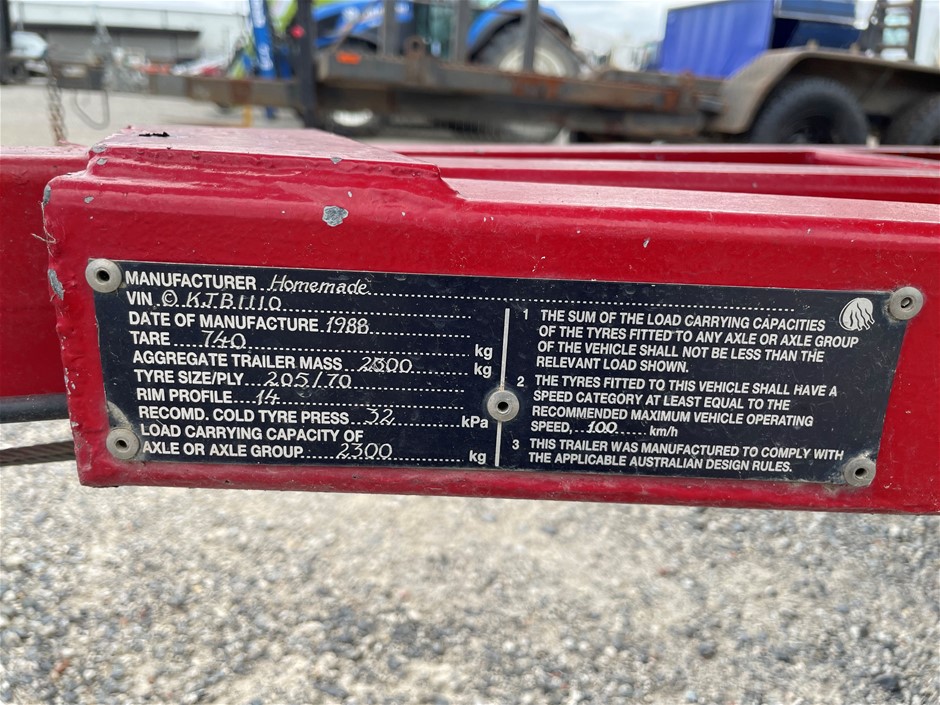 MANUFACTURER Homemade
VIN © KTB1110
DATE OF MANUFACTURE 1988
TARE 740 kg
AGGREGATE TRAILER MASS 2300 kg
TYRE SIZE/PLY 205/70
RIM PROFILE 14
RECOMD. COLD TYRE PRESS 32 kPa
LOAD CARRYING CAPACITY OF
AXLE OR AXLE GROUP 2300 kg
1 THE SUM OF THE LOAD CARRYING CAPACITIES
OF THE TYRES FITTED TO ANY AXLE OR AXLE GROUP
OF THE VEHICLE SHALL NOT BE LESS THAN THE
RELEVANT LOAD SHOWN.
2 THE TYRES FITTED TO THIS VEHICLE SHALL HAVE A
SPEED CATEGORY AT LEAST EQUAL TO THE
RECOMMENDED MAXIMUM VEHICLE OPERATING
SPEED, 100 km/h
3 THIS TRAILER WAS MANUFACTURED TO COMPLY WITH
THE APPLICABLE AUSTRALIAN DESIGN RULES.